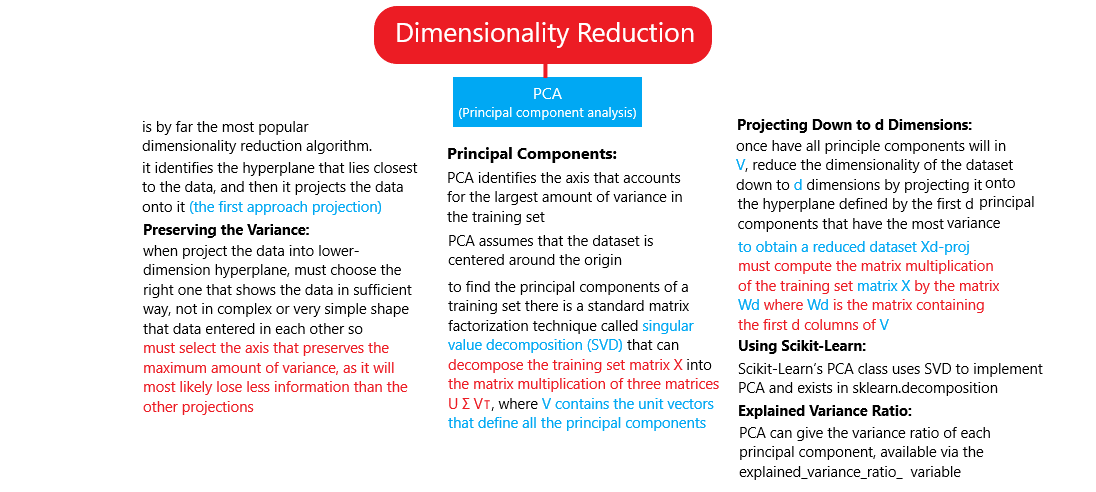 Dimensionality Reduction
PCA
(Principal component analysis)
is by far the most popular
dimensionality reduction algorithm.
it identifies the hyperplane that lies closest
to the data, and then it projects the data
onto it (the first approach projection)
Preserving the Variance:
when project the data into lower-
dimension hyperplane, must choose the
right one that shows the data in sufficient
way, not in complex or very simple shape
that data entered in each other so
must select the axis that preserves the
maximum amount of variance, as it will
most likely lose less information than the
other projections
Principal Components:
PCA identifies the axis that accounts
for the largest amount of variance in
the training set
PCA assumes that the dataset is
centered around the origin
to find the principal components of a
training set there is a standard matrix
factorization technique called singular
value decomposition (SVD) that can
decompose the training set matrix X into
the matrix multiplication of three matrices
U Σ V⊤, where V contains the unit vectors
that define all the principal components
Projecting Down to d Dimensions:
once have all principle components will in
V, reduce the dimensionality of the dataset
down to d dimensions by projecting it onto
the hyperplane defined by the first d principal
components that have the most variance
to obtain a reduced dataset Xd-proj
must compute the matrix multiplication
of the training set matrix X by the matrix
Wd where Wd is the matrix containing
the first d columns of V
Using Scikit-Learn:
Scikit-Learn’s PCA class uses SVD to implement
PCA and exists in sklearn.decomposition
Explained Variance Ratio:
PCA can give the variance ratio of each
principal component, available via the
explained_variance_ratio_ variable